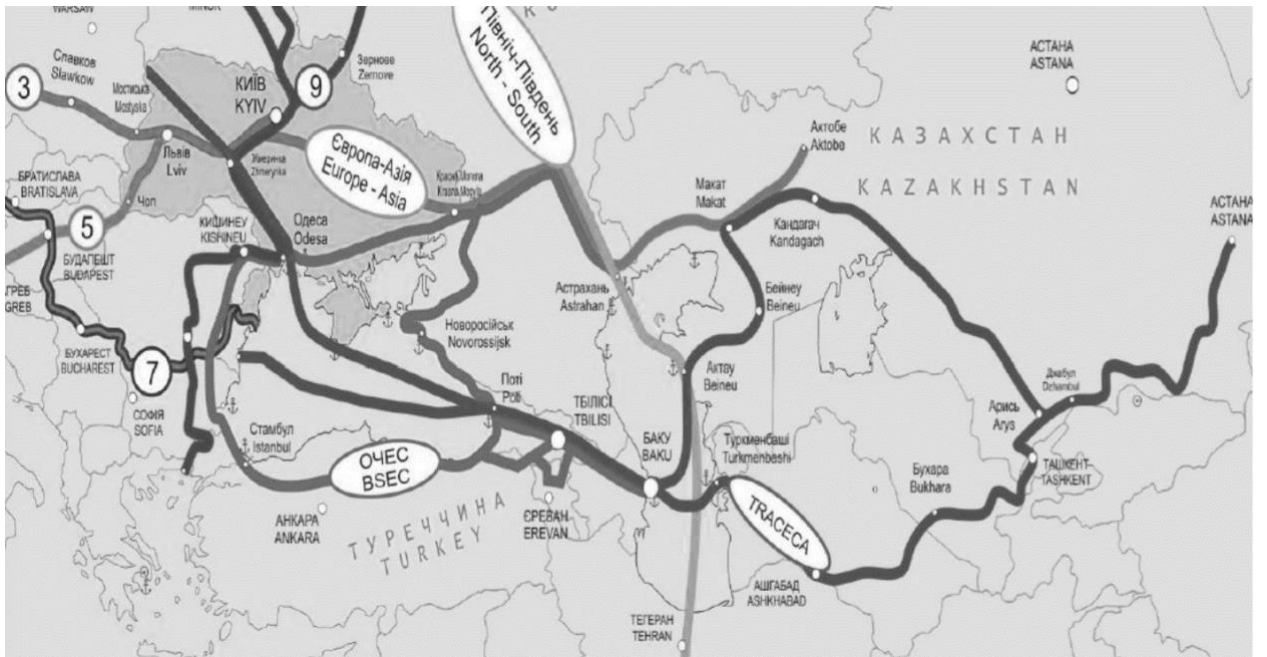 WARSAW
MINSK
Славков
Slawkow
3
Мостиська
Mostyska
КИЇВ
KYIV
9
Зернове
Zernove
Північ-Південь
North - South
АСТАНА
ASTANA
Львів
Lviv
Жмеринка
Zhmerynka
Європа-Азія
Europe - Asia
Красна Могила
Krasna Mogyla
Актобе
Aktobe
КАЗАХСТАН
KAZAKHSTAN
БРАТИСЛАВА
BRATISLAVA
Чоп
5
КИШИНЕУ
KISHINEU
Одеса
Odesa
Макат
Makat
Кандагач
Kandagach
АСТАНА
ASTANA
БУДАПЕШТ
BUDAPEST
ГРЕБ
GREB
Астрахань
Astrahan
Бейнеу
Beineu
БУХАРЕСТ
BUCHAREST
7
Новоросійськ
Novorossijsk
Актау
Beineu
Джабул
Dzhambul
СОФІЯ
SOFIA
Поті
Poti
ТБІЛІСІ
TBILISI
Арись
Arys
Стамбул
Istanbul
ОЧЕС
BSEC
БАКУ
BAKU
Туркменбаші
Turkmenbeshi
Бухара
Bukhara
ТАШКЕНТ
TASHKENT
АНКАРА
ANKARA
ТУРЕЧЧИНА
TURKEY
ЄРЕВАН
EREVAN
TRACECA
АШГАБАД
ASHKHABAD
ТЕГЕРАН
TEHRAN